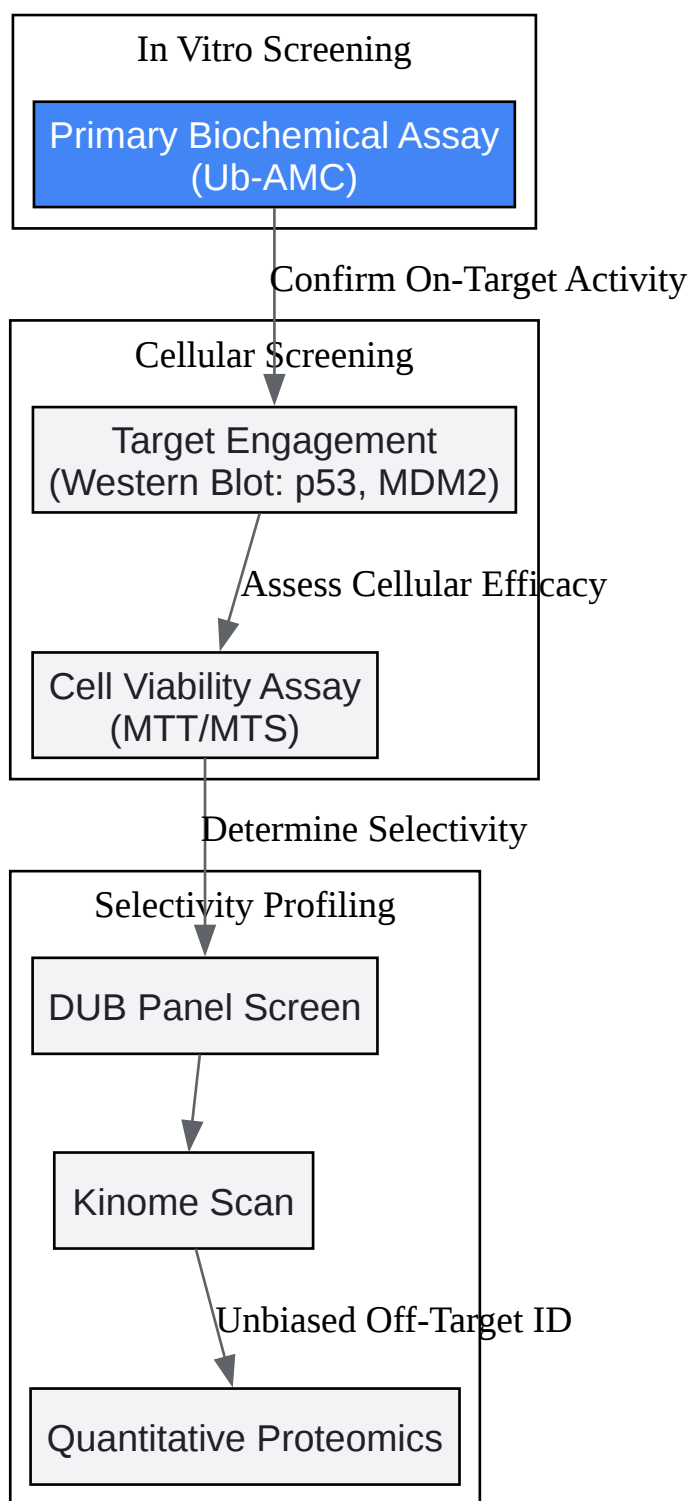 In Vitro Screening
Primary Biochemical Assay
(Ub-AMC)
Confirm On-Target Activity
Cellular Screening
Target Engagement
(Western Blot: p53, MDM2)
Assess Cellular Efficacy
Cell Viability Assay
(MTT/MTS)
Determine Selectivity
Selectivity Profiling
DUB Panel Screen
Kinome Scan
Unbiased Off-Target ID
Quantitative Proteomics